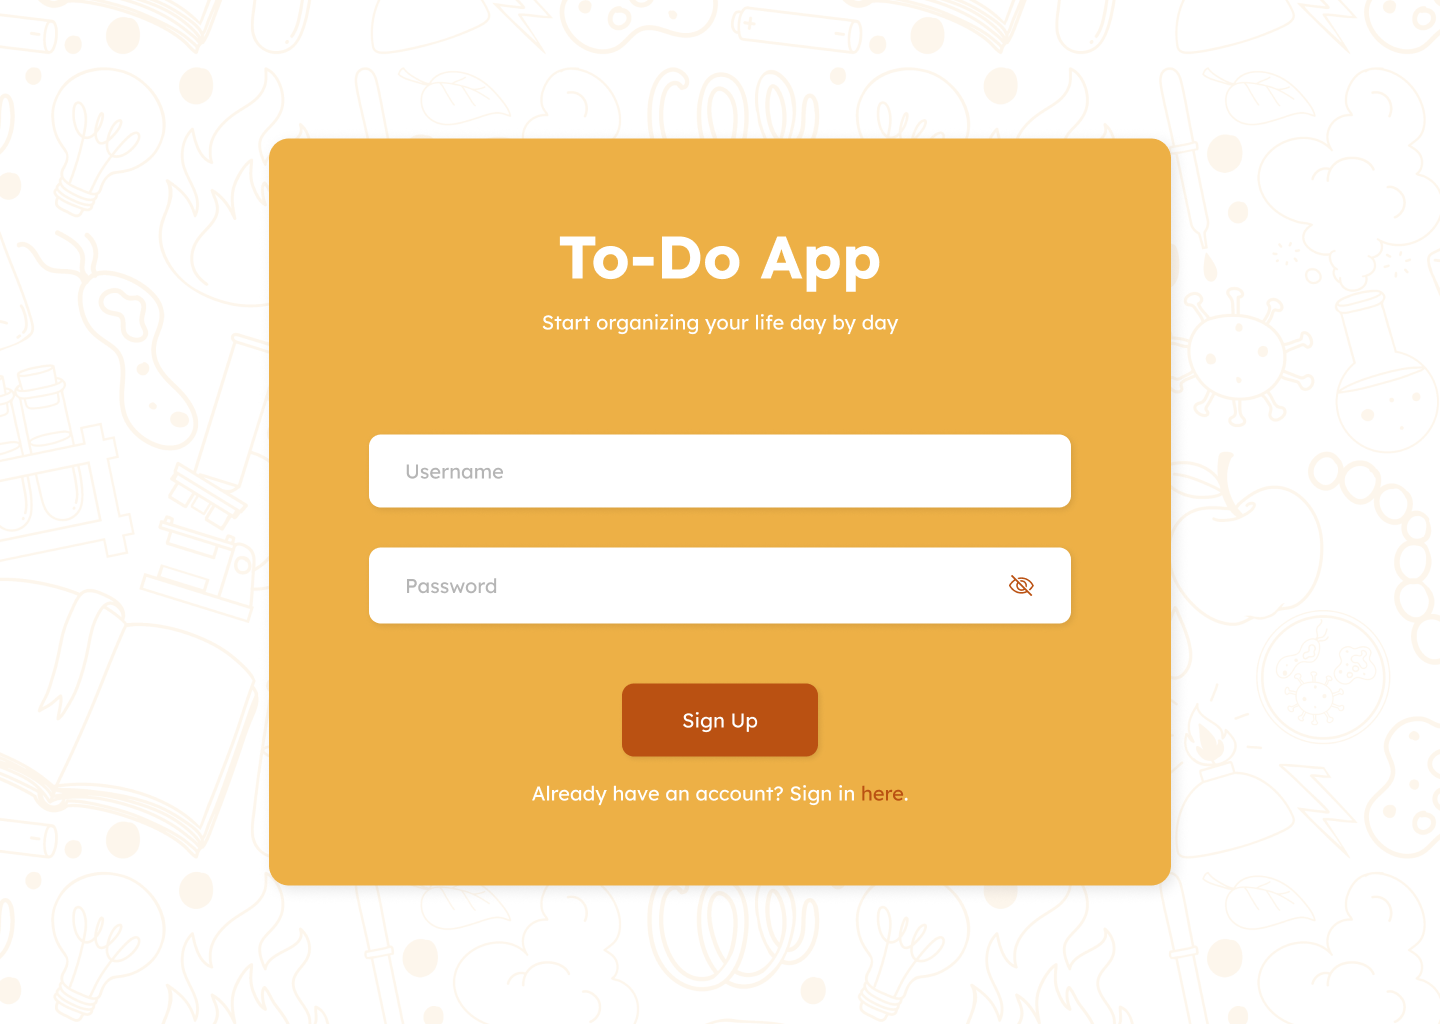 To-Do App
Start organizing your life day by day
Username
Password
Sign Up
Already have an account? Sign in here.